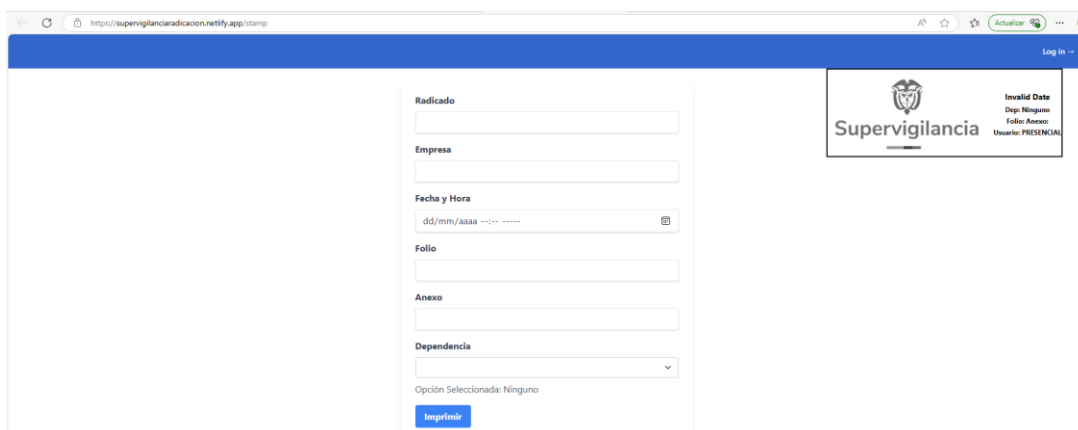 https://supervigilanciaradicacion.netlify.app/stamp
Actualizar
Log in →
Radicado
Empresa
Fecha y Hora
dd/mm/aaaa --:-- -----
Folio
Anexo
Dependencia
Opción Seleccionada: Ninguno
Imprimir
Supervigilancia
Invalid Date
Dep: Ninguno
Folio: Anexo:
Usuario: PRESENCIAL